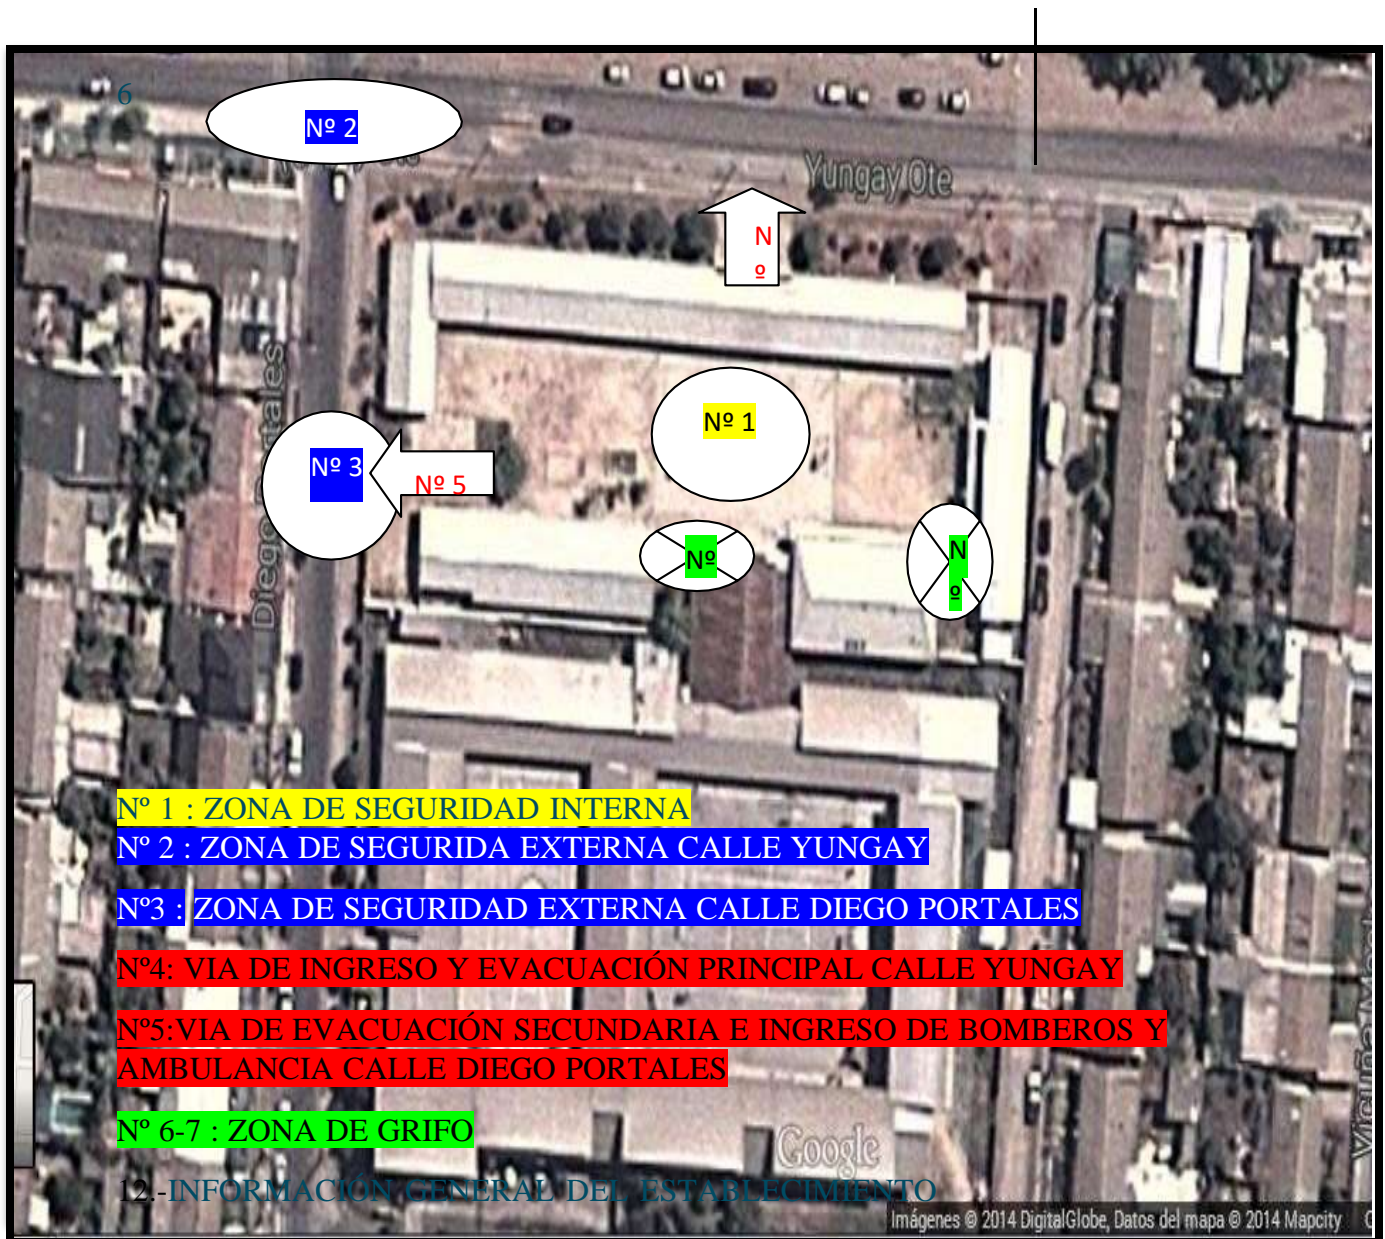 6
Nº 2
Yungay Ote
N
º
Nº 1
Nº 3
Nº 5
Diego Portales
Nº
N
º
Nº 1 : ZONA DE SEGURIDAD INTERNA
Nº 2 : ZONA DE SEGURIDA EXTERNA CALLE YUNGAY
Nº3 : ZONA DE SEGURIDAD EXTERNA CALLE DIEGO PORTALES
Nº4: VIA DE INGRESO Y EVACUACIÓN PRINCIPAL CALLE YUNGAY
Nº5:VIA DE EVACUACIÓN SECUNDARIA E INGRESO DE BOMBEROS Y
AMBULANCIA CALLE DIEGO PORTALES
Nº 6-7 : ZONA DE GRIFO
Google
12.-INFORMACIÓN GENERAL DEL ESTABLECIMIENTO
Imágenes © 2014 DigitalGlobe, Datos del mapa © 2014 Mapcity